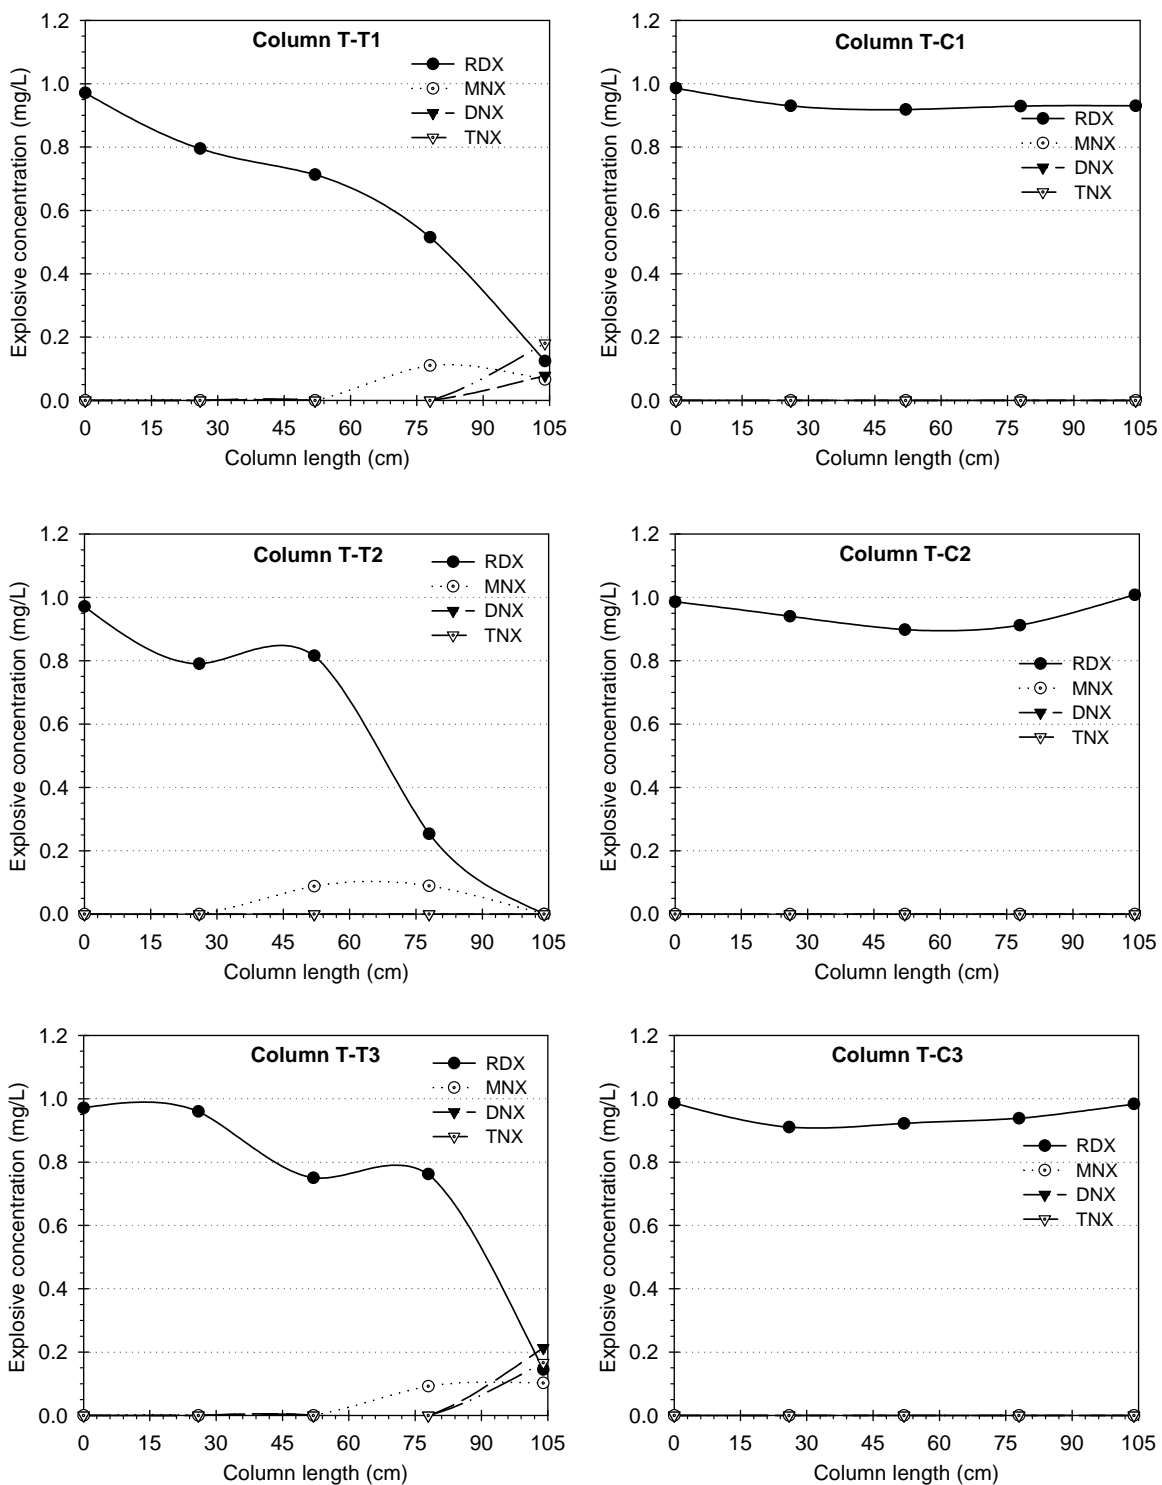 Column T-T1
RDX
MNX
DNX
TNX
Explosive concentration (mg/L)
1.2
1.0
0.8
0.6
0.4
0.2
0.0
0 15 30 45 60 75 90 105
Column length (cm)
Column T-C1
RDX
MNX
DNX
TNX
Explosive concentration (mg/L)
1.2
1.0
0.8
0.6
0.4
0.2
0.0
0 15 30 45 60 75 90 105
Column length (cm)
Column T-T2
RDX
MNX
DNX
TNX
Explosive concentration (mg/L)
1.2
1.0
0.8
0.6
0.4
0.2
0.0
0 15 30 45 60 75 90 105
Column length (cm)
Column T-C2
RDX
MNX
DNX
TNX
Explosive concentration (mg/L)
1.2
1.0
0.8
0.6
0.4
0.2
0.0
0 15 30 45 60 75 90 105
Column length (cm)
Column T-T3
RDX
MNX
DNX
TNX
Explosive concentration (mg/L)
1.2
1.0
0.8
0.6
0.4
0.2
0.0
0 15 30 45 60 75 90 105
Column length (cm)
Column T-C3
RDX
MNX
DNX
TNX
Explosive concentration (mg/L)
1.2
1.0
0.8
0.6
0.4
0.2
0.0
0 15 30 45 60 75 90 105
Column length (cm)